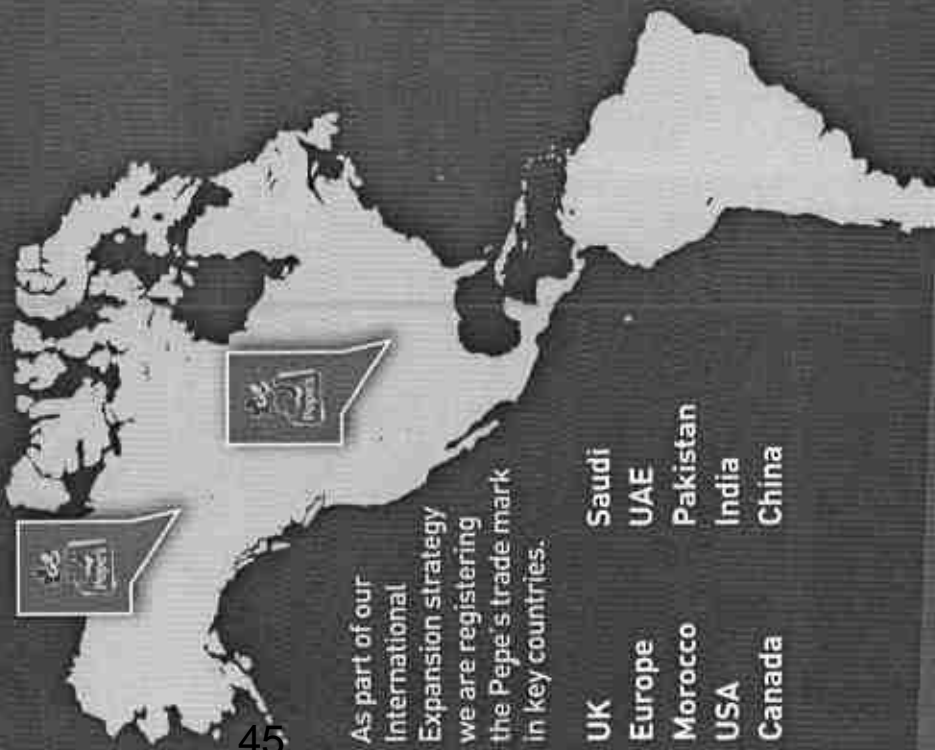 As part of our
International
Expansion strategy
we are registering
the Pepe's trade mark
in key countries.
UK
Europe
Morocco
USA
Canada
Saudi
UAE
Pakistan
India
China
45